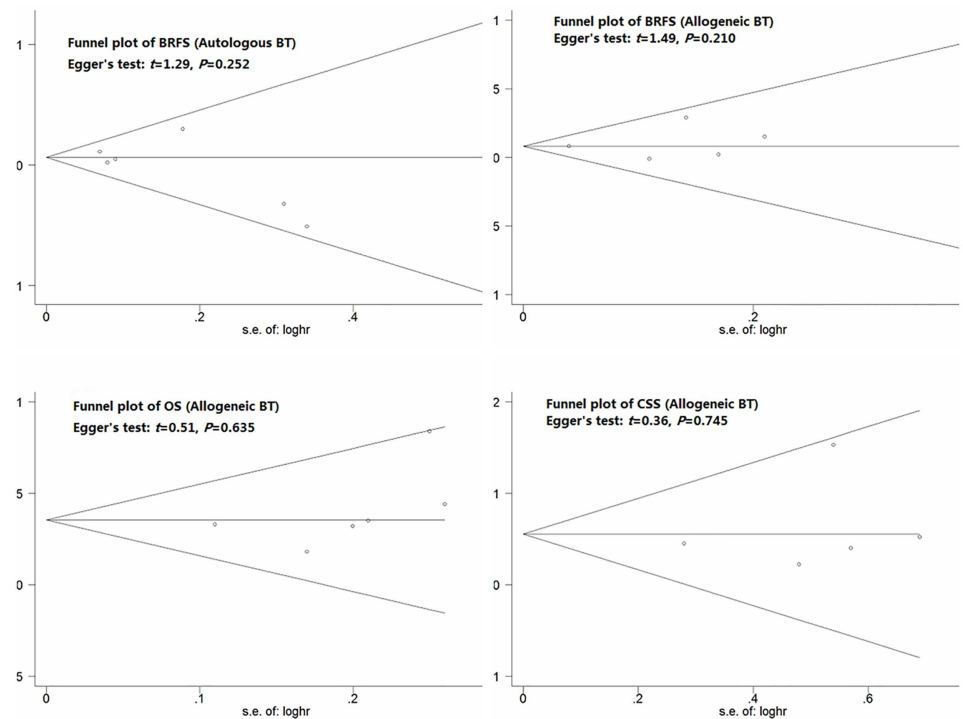 Funnel plot of BRFS (Autologous BT)
Egger's test: t=1.29, P=0.252
1
0
1
0 .2 .4
s.e. of: loghr
Funnel plot of BRFS (Allogeneic BT)
Egger's test: t=1.49, P=0.210
1
5
0
5
1
0 .2
s.e. of: loghr
Funnel plot of OS (Allogeneic BT)
Egger's test: t=0.51, P=0.635
1
5
0
5
0 .1 .2
s.e. of: loghr
Funnel plot of CSS (Allogeneic BT)
Egger's test: t=0.36, P=0.745
2
1
0
1
0 .2 .4 .6
s.e. of: loghr